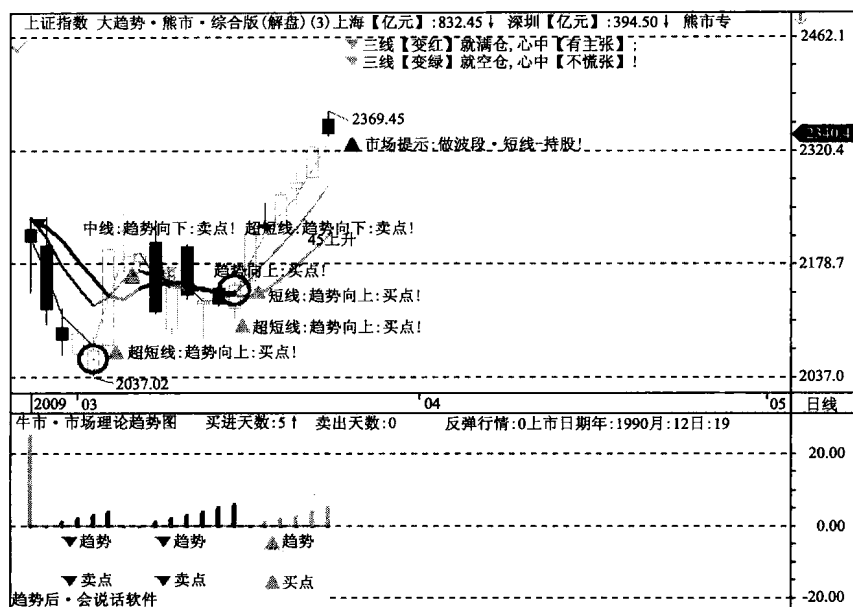 上证指数 大趋势·熊市·综合版(解盘)(3)上海【亿元】:832.45↓ 深圳【亿元】:394.50↓ 熊市专
2462.1
三线【变红】就满仓,心中【有主张】;
三线【变绿】就空仓,心中【不慌张】!
2369.45
市场提示:做波段·短线-持股!
2340.4
2320.4
中线:趋势向下:卖点! 超短线:趋势向下:卖点!
45上升
趋势向上:买点!
2178.7
短线:趋势向上:买点!
超短线:趋势向上:买点!
超短线:趋势向上:买点!
2037.02
2037.0
2009 03 04 05 日线
牛市·市场理论趋势图 买进天数:5↑ 卖出天数:0 反弹行情:0上市日期年:1990月:12日:19
20.00
0.00
趋势 趋势 趋势
卖点 卖点 买点
-20.00
趋势后·会说话软件